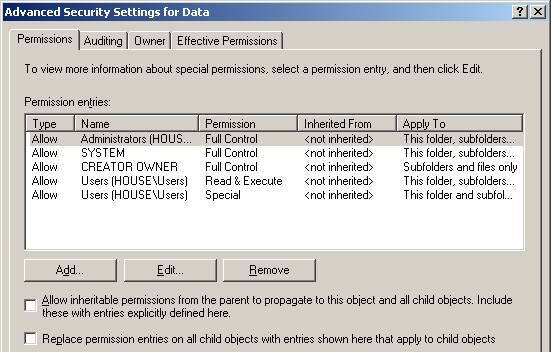 Advanced Security Settings for Data
Permissions Auditing Owner Effective Permissions
To view more information about special permissions, select a permission entry, and then click Edit.
Permission entries:
Type Name Permission Inherited From Apply To
Allow Administrators (HOUS... Full Control <not inherited> This folder, subfolders...
Allow SYSTEM Full Control <not inherited> This folder, subfolders...
Allow CREATOR OWNER Full Control <not inherited> Subfolders and files only
Allow Users (HOUSE\Users) Read & Execute <not inherited> This folder, subfolders...
Allow Users (HOUSE\Users) Special <not inherited> This folder and subfol...
Add... Edit... Remove
Allow inheritable permissions from the parent to propagate to this object and all child objects. Include
these with entries explicitly defined here.
Replace permission entries on all child objects with entries shown here that apply to child objects